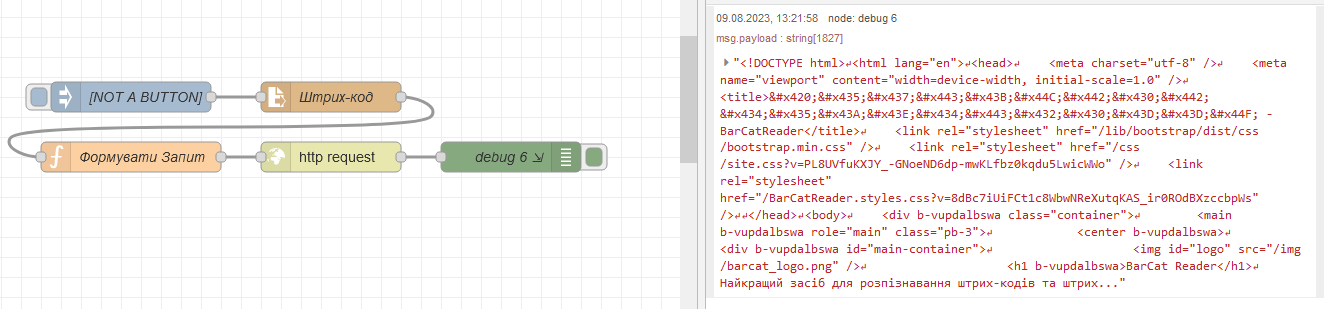 [NOT A BUTTON]
Штрих-код
Формувати Запит
http request
debug 6
09.08.2023, 13:21:58 node: debug 6
msg.payload : string[1827]
"<!DOCTYPE html>↵<html lang="en">↵<head>↵    <meta charset="utf-8" />↵    <meta
name="viewport" content="width=device-width, initial-scale=1.0" />↵
<title>&#x420;&#x435;&#x437;&#x443;&#x43B;&#x44C;&#x442;&#x430;&#x442;
&#x434;&#x435;&#x43A;&#x43E;&#x434;&#x443;&#x432;&#x430;&#x43D;&#x43D;&#x44F; -
BarCatReader</title>↵    <link rel="stylesheet" href="/lib/bootstrap/dist/css
/bootstrap.min.css" />↵    <link rel="stylesheet" href="/css
/site.css?v=PL8UVfuKXJY_-GNoeND6dp-mwKLfbz0kqdu5LwicWWo" />↵    <link
rel="stylesheet"
href="/BarCatReader.styles.css?v=8dBc7iUiFCt1c8WbwNReXutqKAS_ir0ROdBXzccbpWs"
/>↵↵</head>↵<body>↵    <div b-vupdalbswa class="container">↵        <main
b-vupdalbswa role="main" class="pb-3">↵            <center b-vupdalbswa>↵
<div b-vupdalbswa id="main-container">↵                    <img id="logo" src="/img
/barcat_logo.png" />↵                    <h1 b-vupdalbswa>BarCat Reader</h1>↵
Найкращий засіб для розпізнавання штрих-кодів та штрих..."